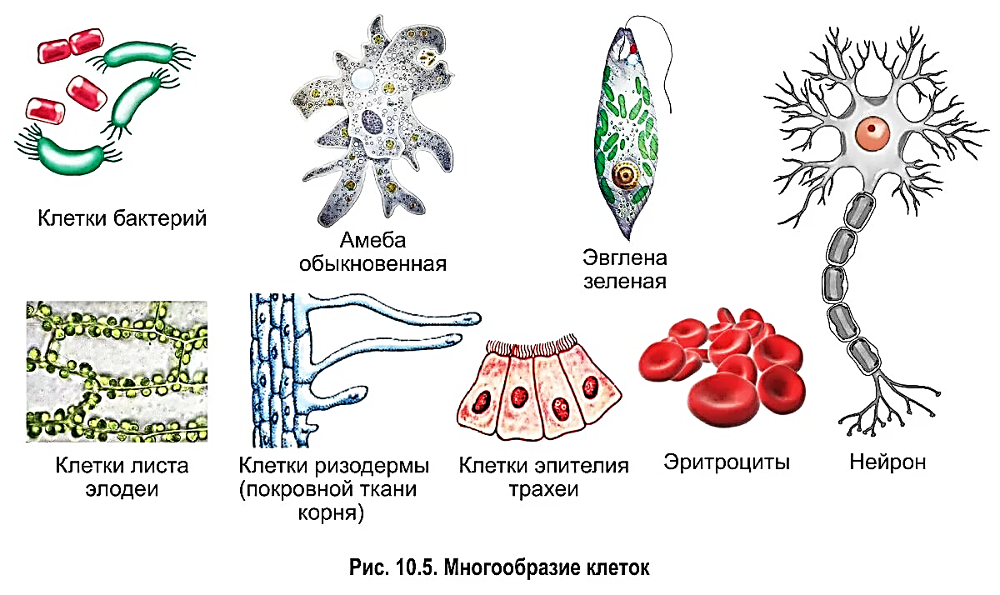 Клетки бактерий
Амеба
обыкновенная
Эвглена
зеленая
Клетки листа
элодеи
Клетки ризодермы
(покровной ткани
корня)
Клетки эпителия
трахеи
Эритроциты
Нейрон
Рис. 10.5. Многообразие клеток